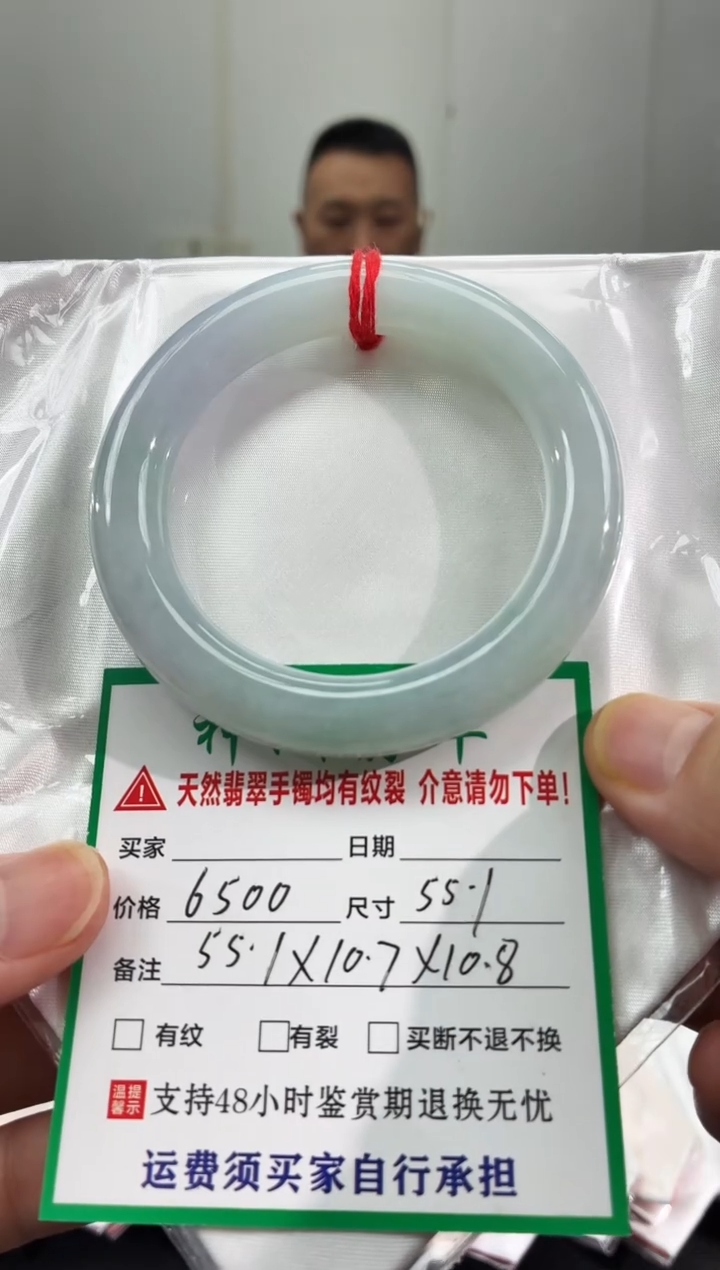 天然翡翠手镯均有纹裂 介意请勿下单!
买家 日期
价格 6500 尺寸 55.1
备注 55.1X10.7X10.8
有纹 有裂 买断不退不换
温馨提示 支持48小时鉴赏期退换无忧
运费须买家自行承担